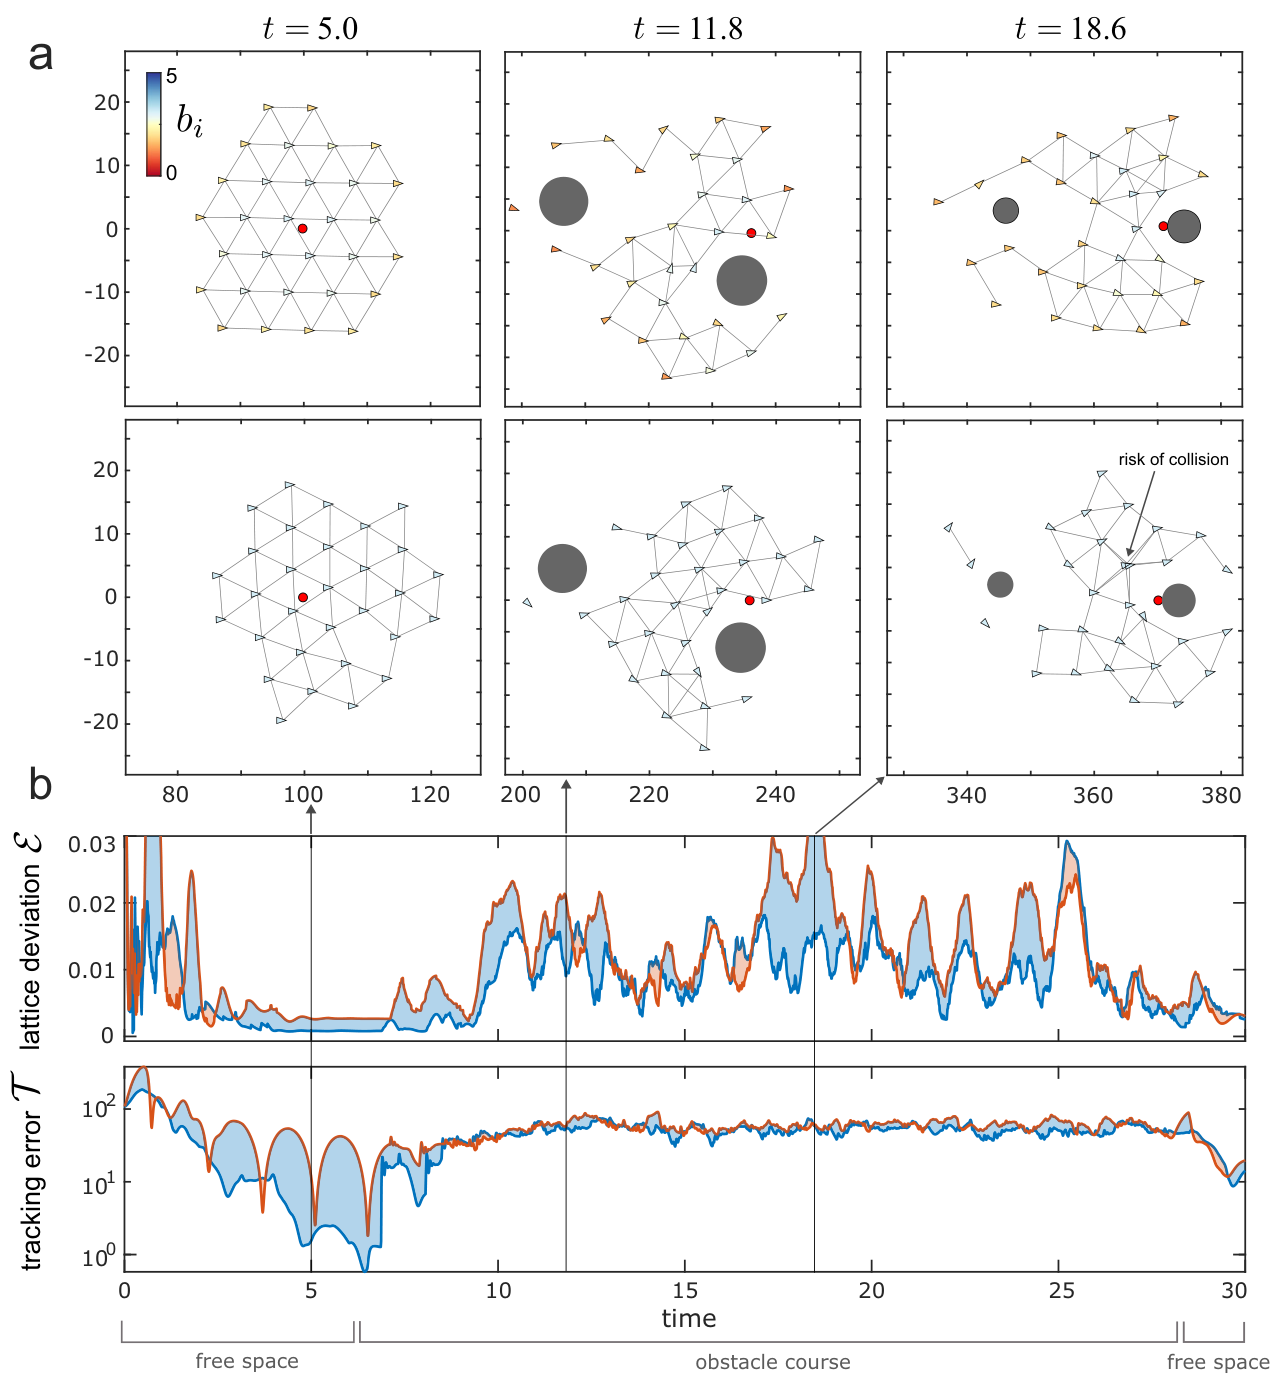 t = 5.0
t = 11.8
t = 18.6
a
5
b_i
0
20
10
0
-10
-20
20
10
0
-10
-20
risk of collision
80
100
120
200
220
240
340
360
380
b
lattice deviation ℰ
0.03
0.02
0.01
0
tracking error 𝒯
10^2
10^1
10^0
0
5
10
15
20
25
30
time
free space
obstacle course
free space